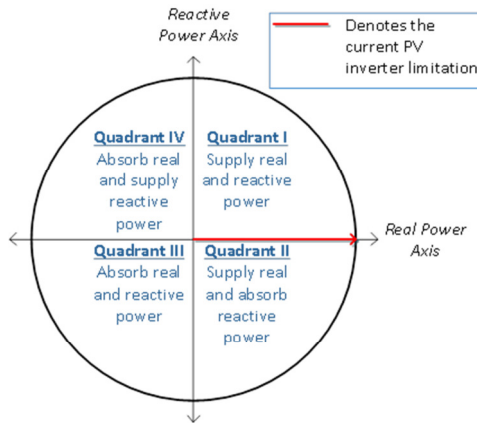 Reactive
Power Axis
Denotes the
current PV
inverter limitation
Quadrant IV
Absorb real
and supply
reactive
power
Quadrant I
Supply real
and reactive
power
Real Power
Axis
Quadrant III
Absorb real
and reactive
power
Quadrant II
Supply real
and absorb
reactive
power